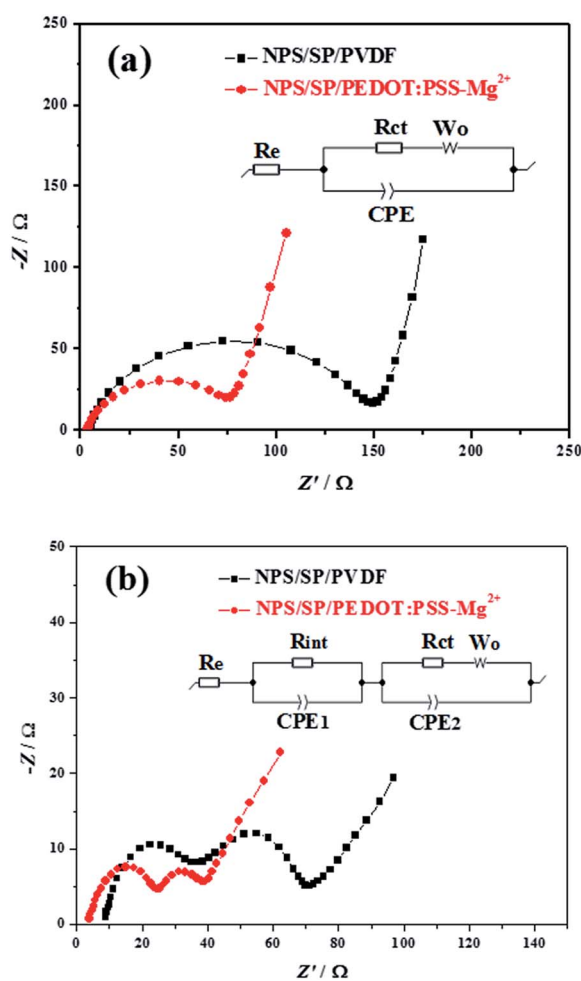 250
(a)
NPS/SP/PVDF
NPS/SP/PEDOT:PSS-Mg2+
200
Rct Wo
Re
150
CPE
-Z / Ω
100
50
0
0 50 100 150 200 250
Z' / Ω
50
(b)
NPS/SP/PVDF
NPS/SP/PEDOT:PSS-Mg2+
40
Rint Rct Wo
Re
30
CPE1 CPE2
-Z / Ω
20
10
0
0 20 40 60 80 100 120 140
Z' / Ω